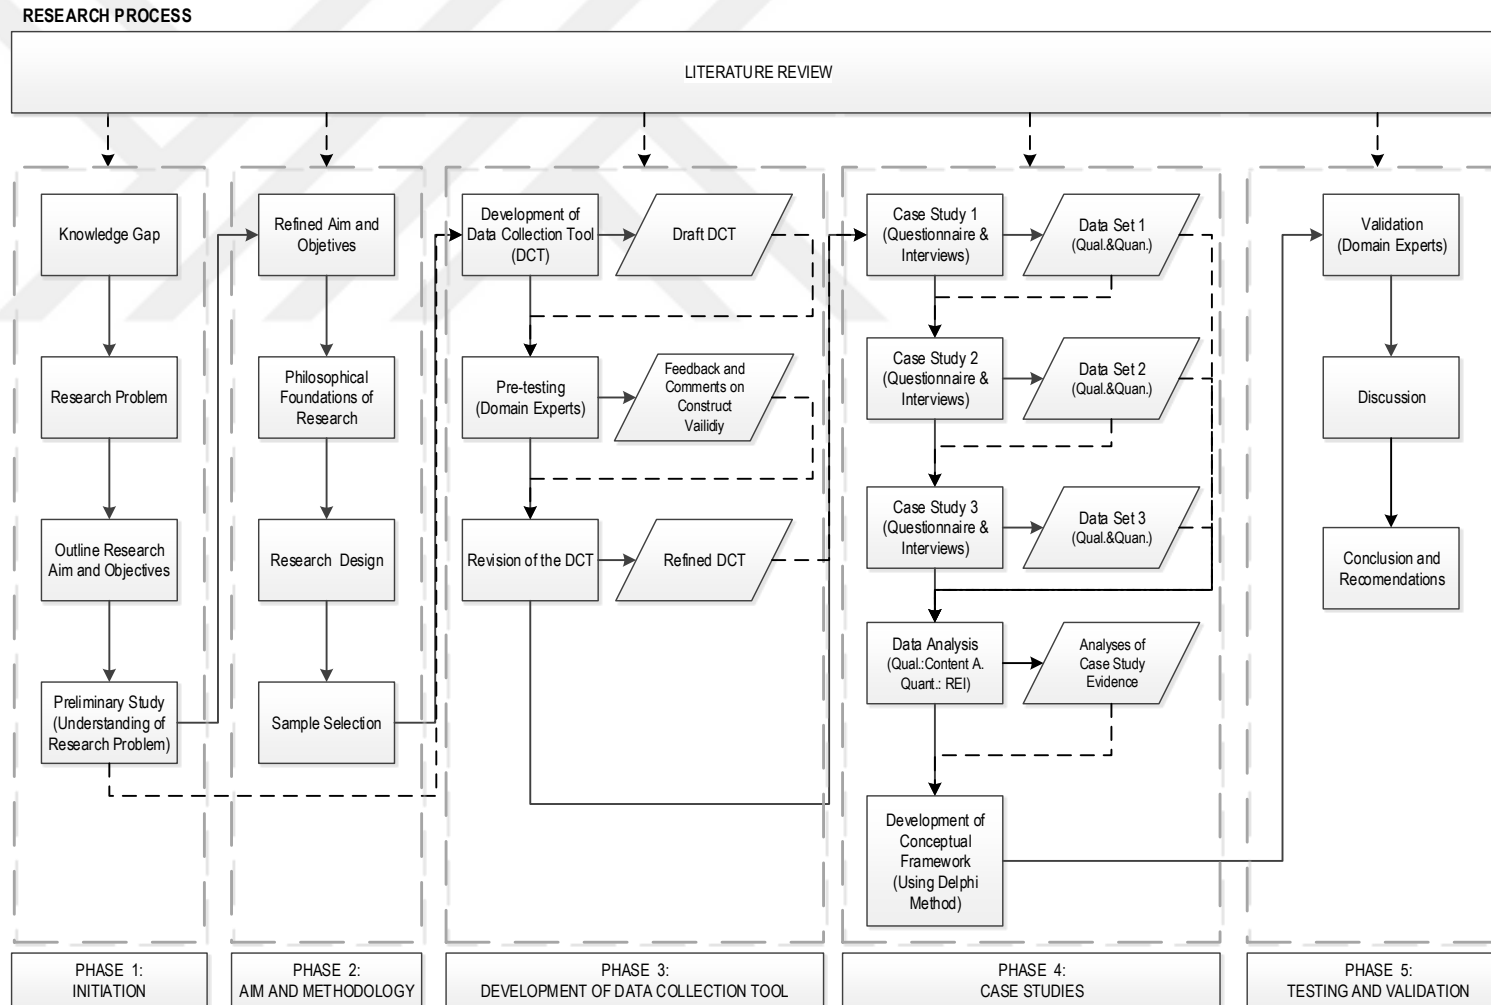 RESEARCH PROCESS
LITERATURE REVIEW
Knowledge Gap
Research Problem
Outline Research
Aim and Objectives
Preliminary Study
(Understanding of
Research Problem)
PHASE 1:
INITIATION
Refined Aim and
Objetives
Philosophical
Foundations of
Research
Research Design
Sample Selection
PHASE 2:
AIM AND METHODOLOGY
Development of
Data Collection Tool
(DCT)
Draft DCT
Pre-testing
(Domain Experts)
Feedback and
Comments on
Construct
Vailidiy
Revision of the DCT
Refined DCT
PHASE 3:
DEVELOPMENT OF DATA COLLECTION TOOL
Case Study 1
(Questionnaire &
Interviews)
Data Set 1
(Qual.&Quan.)
Case Study 2
(Questionnaire &
Interviews)
Data Set 2
(Qual.&Quan.)
Case Study 3
(Questionnaire &
Interviews)
Data Set 3
(Qual.&Quan.)
Data Analysis
(Qual.:Content A.
Quant.: REI)
Analyses of
Case Study
Evidence
Development of
Conceptual
Framework
(Using Delphi
Method)
PHASE 4:
CASE STUDIES
Validation
(Domain Experts)
Discussion
Conclusion and
Recomendations
PHASE 5:
TESTING AND VALIDATION